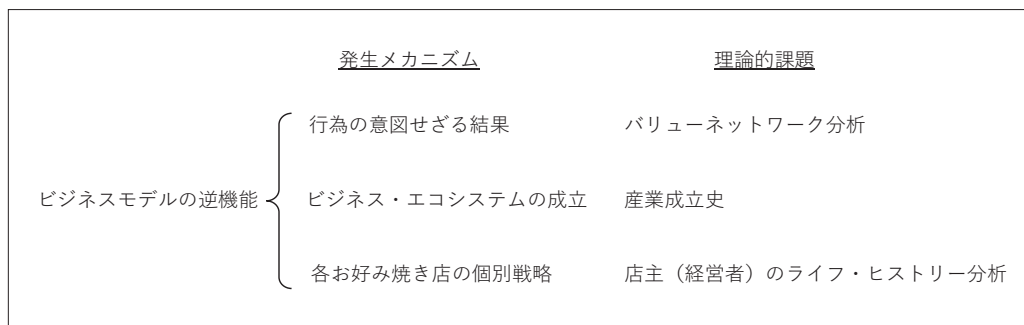 発生メカニズム 理論的課題
行為の意図せざる結果 バリューネットワーク分析
ビジネスモデルの逆機能 ビジネス・エコシステムの成立 産業成立史
各お好み焼き店の個別戦略 店主（経営者）のライフ・ヒストリー分析